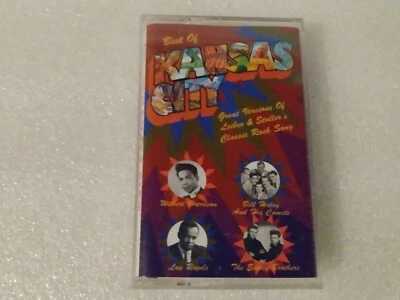 Best Of
KANSAS
CITY
Great Versions Of
Leiber & Stoller's
Classic Rock Song
Wilbert Harrison
Bill Haley
And His Comets
Lou Rawls
The Everly Brothers